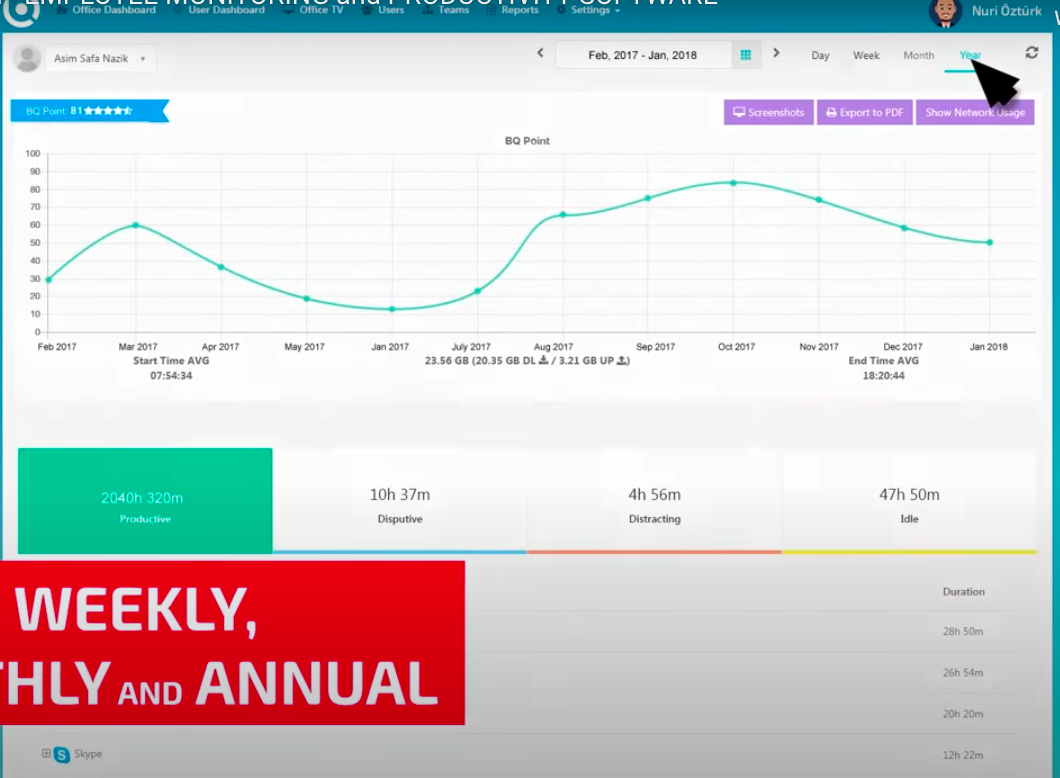 EMPLOYEE MONITORING and PRODUCTIVITY SOFTWARE
Office Dashboard User Dashboard Office TV Users Teams Reports Settings
Nuri Öztürk
Asim Safa Nazik
Feb, 2017 - Jan, 2018
Day Week Month Year
BQ Point: 81
Screenshots Export to PDF Show Network Usage
BQ Point
100
90
80
70
60
50
40
30
20
10
0
Feb 2017 Mar 2017 Apr 2017 May 2017 Jan 2017 July 2017 Aug 2017 Sep 2017 Oct 2017 Nov 2017 Dec 2017 Jan 2018
Start Time AVG 23.56 GB (20.35 GB DL / 3.21 GB UP ) End Time AVG
07:54:34 18:20:44
2040h 320m 10h 37m 4h 56m 47h 50m
Productive Disputive Distracting Idle
WEEKLY,
THLY AND ANNUAL
Duration
28h 50m
26h 54m
20h 20m
Skype 12h 22m